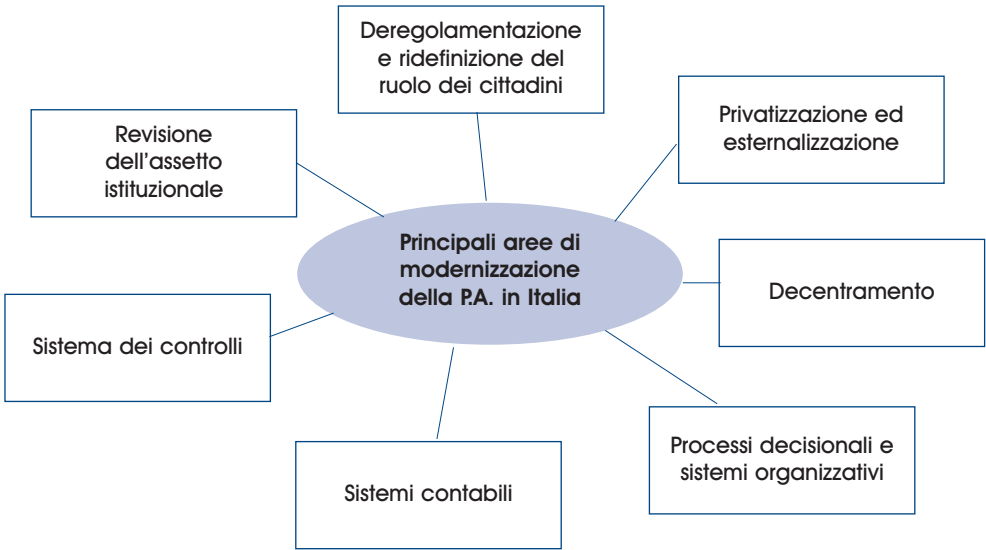 Deregolamentazione
e ridefinizione del
ruolo dei cittadini
Privatizzazione ed
esternalizzazione
Revisione
dell'assetto
istituzionale
Principali aree di
modernizzazione
della P.A. in Italia
Decentramento
Sistema dei controlli
Processi decisionali e
sistemi organizzativi
Sistemi contabili